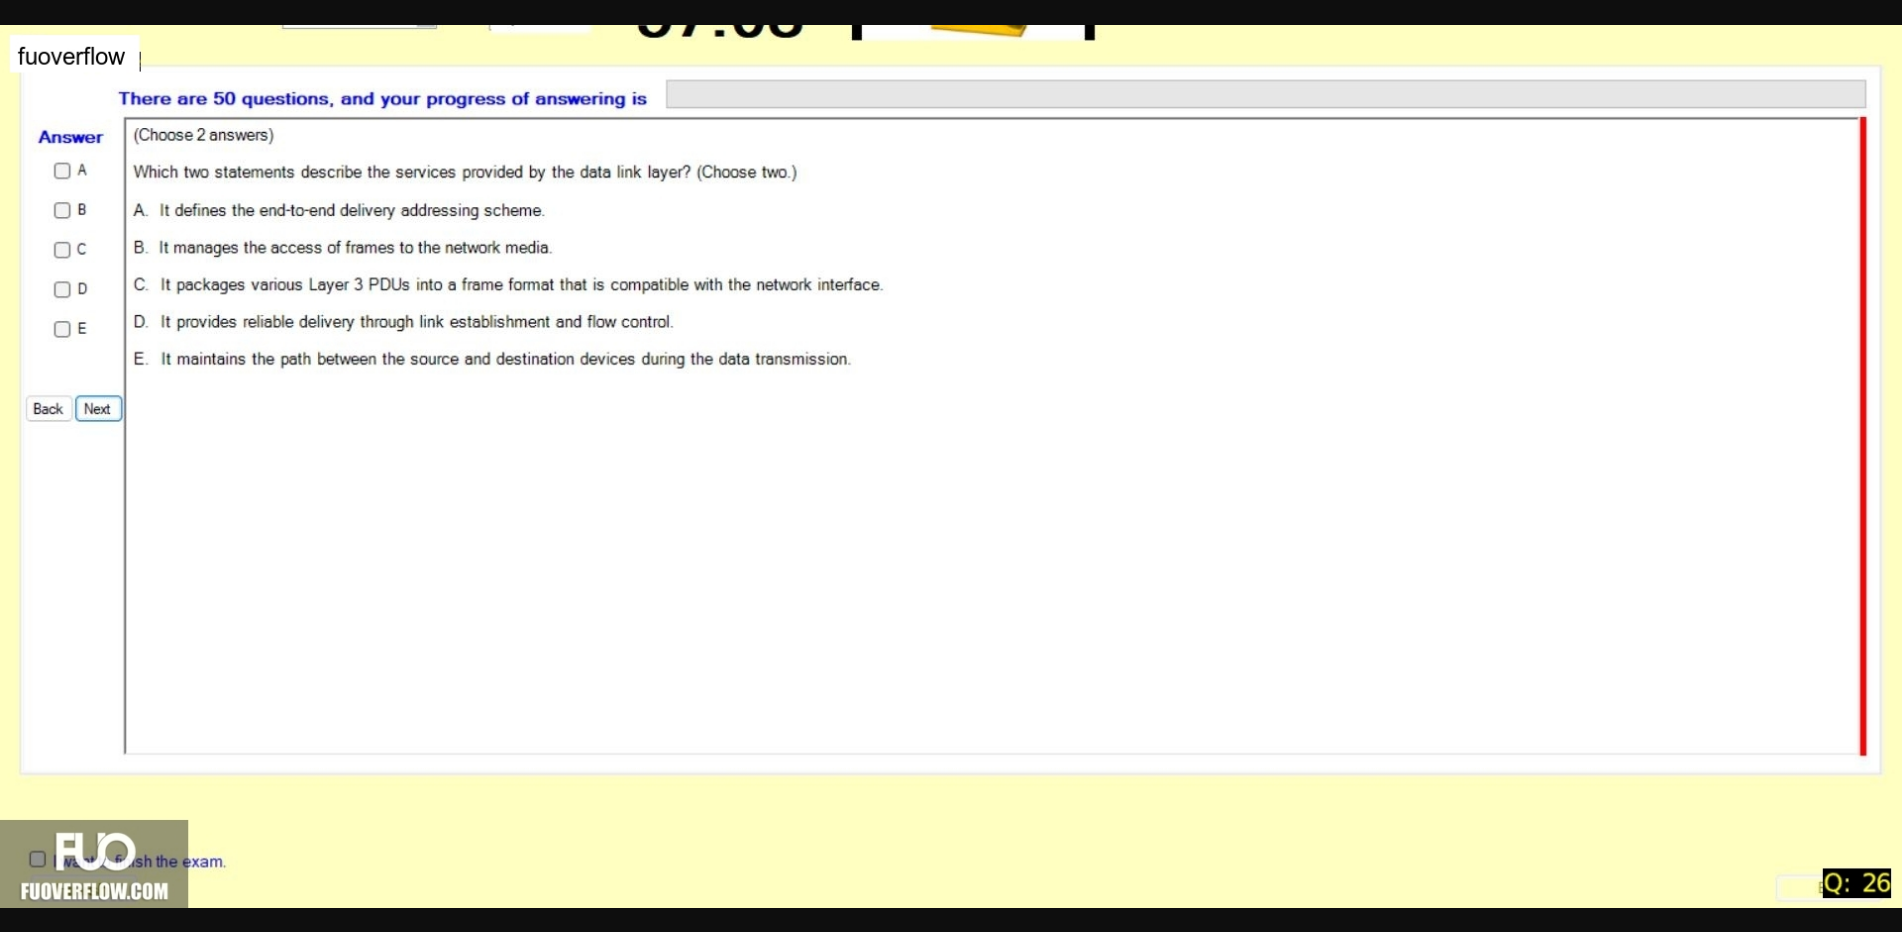 fuoverflow
There are 50 questions, and your progress of answering is
Answer
(Choose 2 answers)
A
Which two statements describe the services provided by the data link layer? (Choose two.)
B
A. It defines the end-to-end delivery addressing scheme.
C
B. It manages the access of frames to the network media.
D
C. It packages various Layer 3 PDUs into a frame format that is compatible with the network interface.
E
D. It provides reliable delivery through link establishment and flow control.
E. It maintains the path between the source and destination devices during the data transmission.
Back Next
FUO
the exam.
FUOVERFLOW.COM
Q: 26